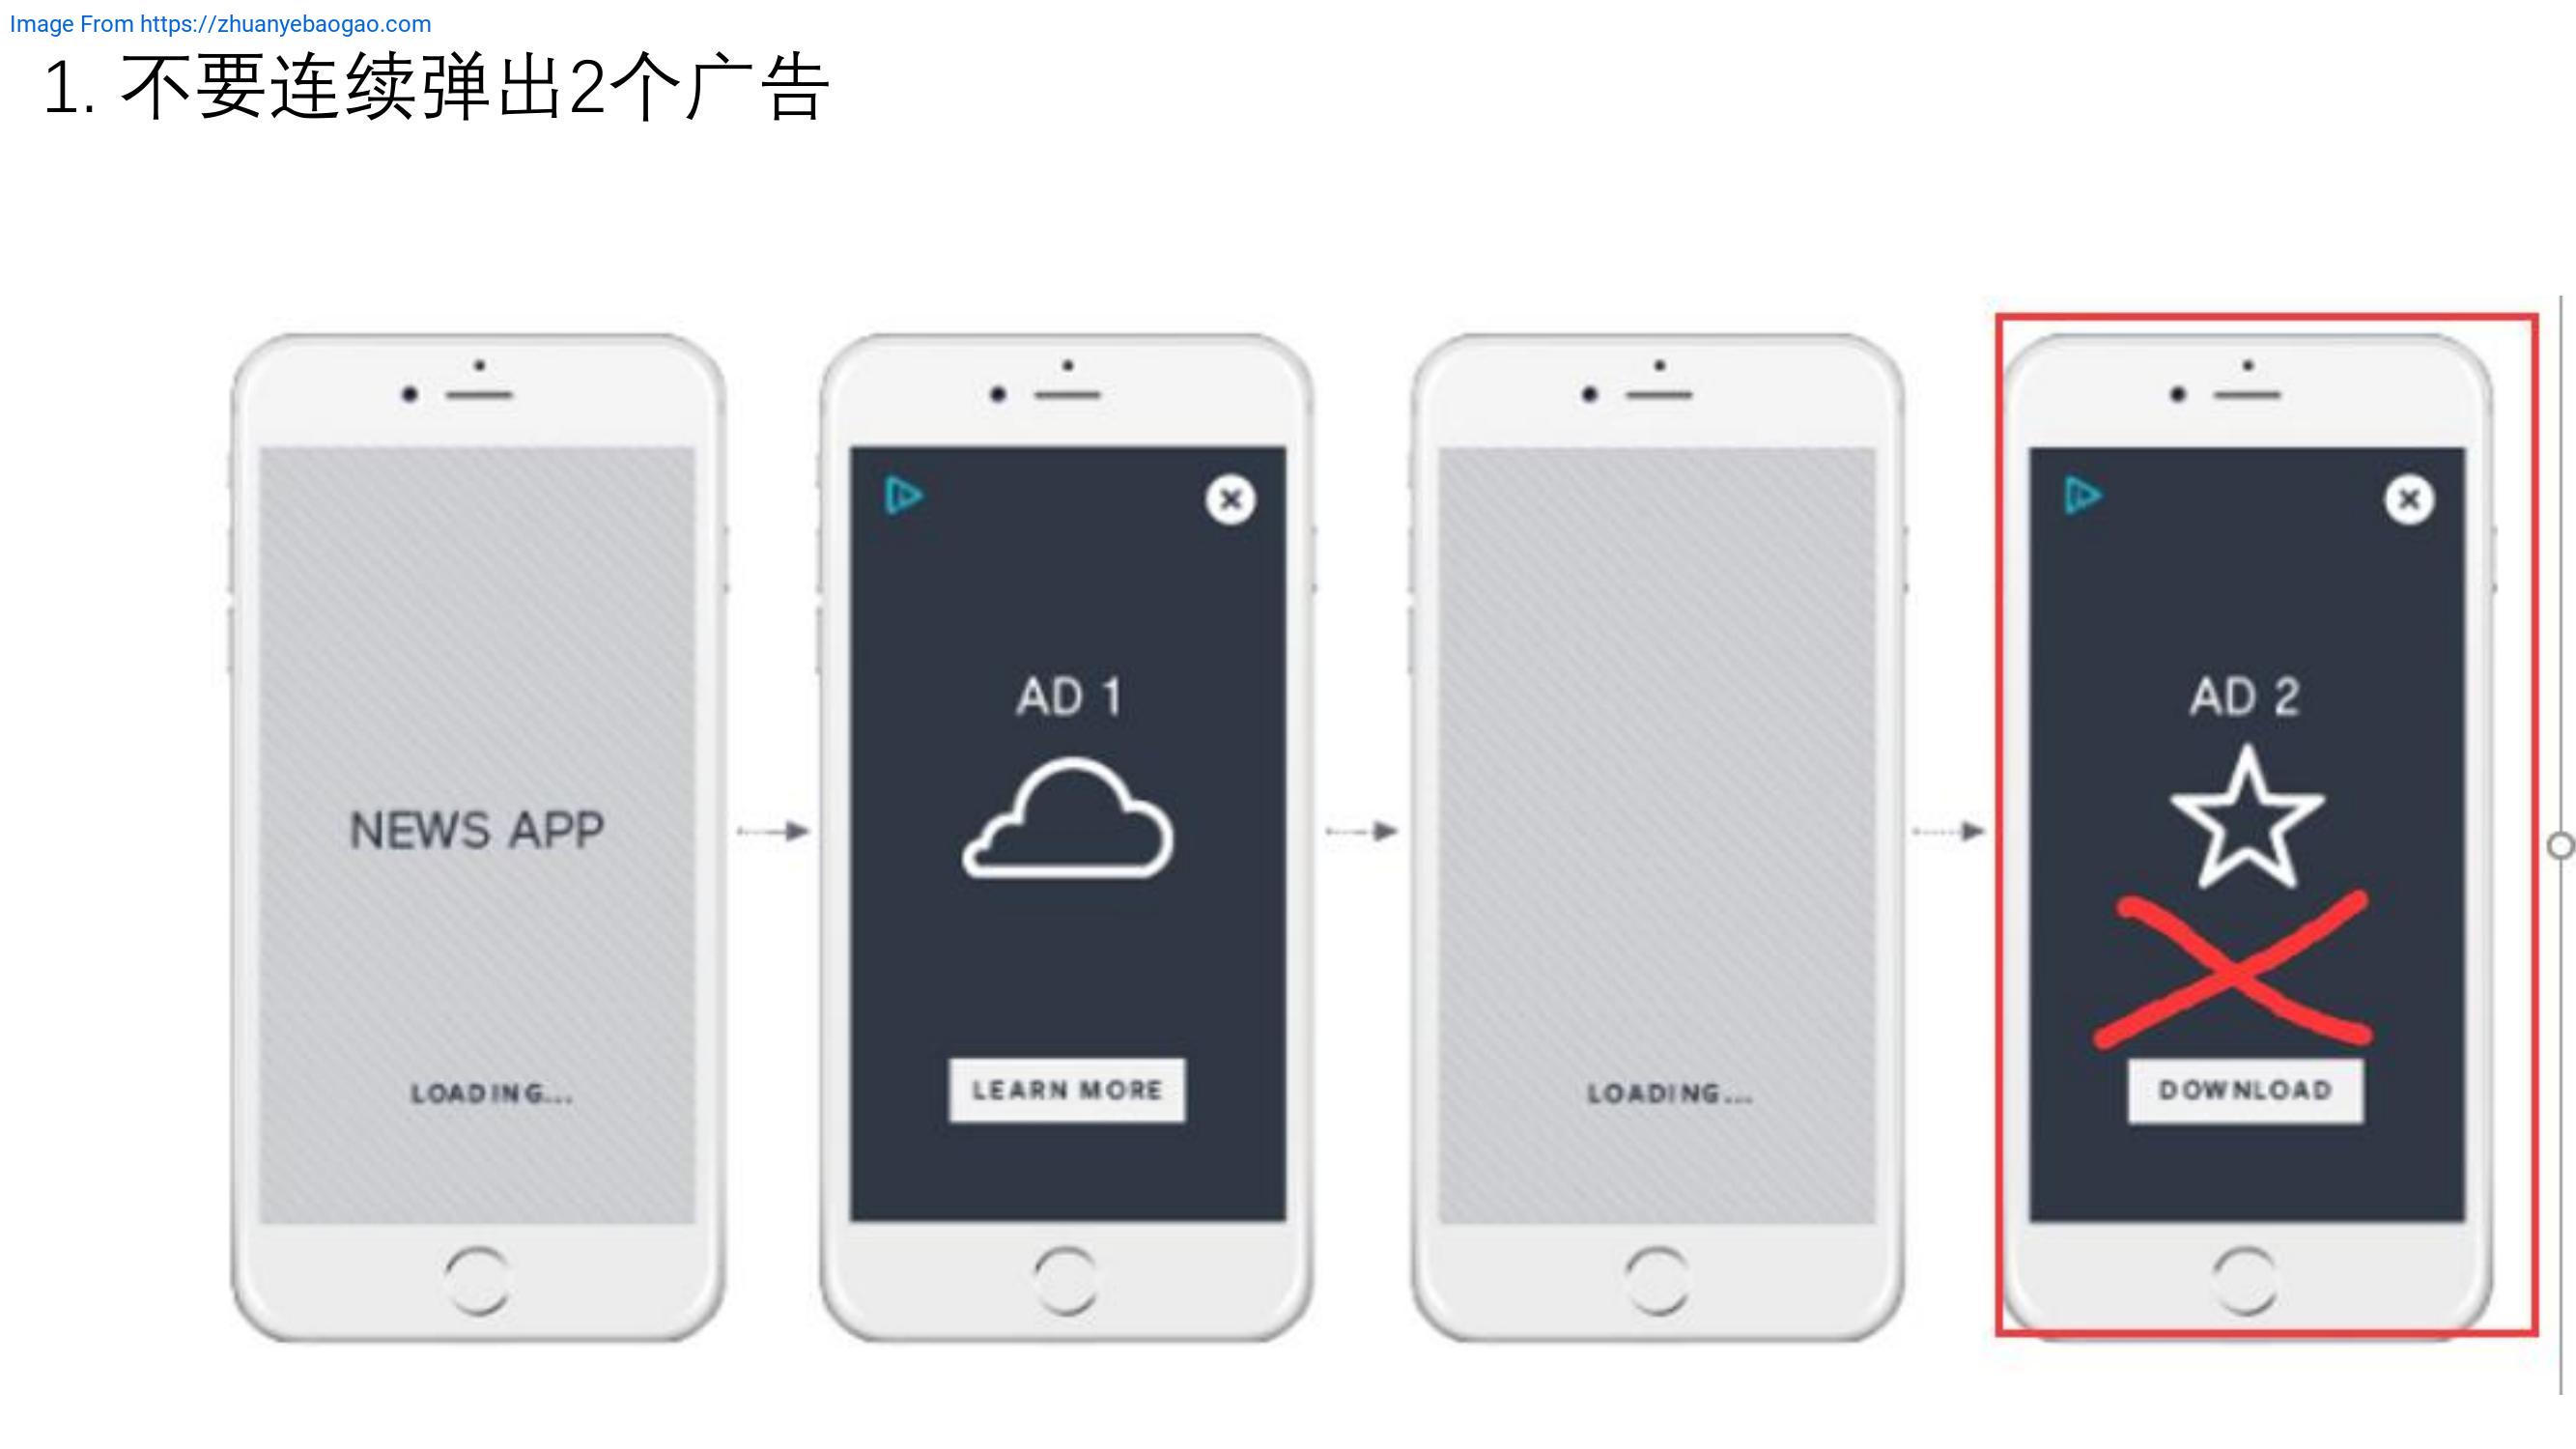 Image From https://zhuanyebaogao.com
1. 不要连续弹出2个广告
NEWS APP
LOADING...
AD 1
LEARN MORE
LOADING...
AD 2
DOWNLOAD